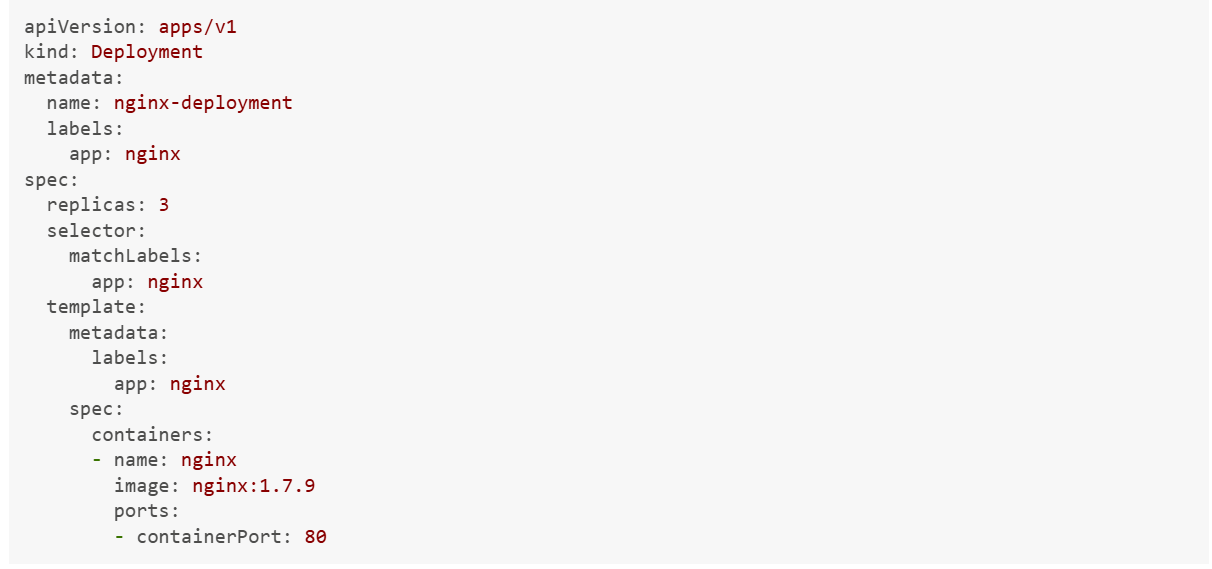 apiVersion: apps/v1
kind: Deployment
metadata:
  name: nginx-deployment
  labels:
    app: nginx
spec:
  replicas: 3
  selector:
    matchLabels:
      app: nginx
  template:
    metadata:
      labels:
        app: nginx
    spec:
      containers:
      - name: nginx
        image: nginx:1.7.9
        ports:
        - containerPort: 80